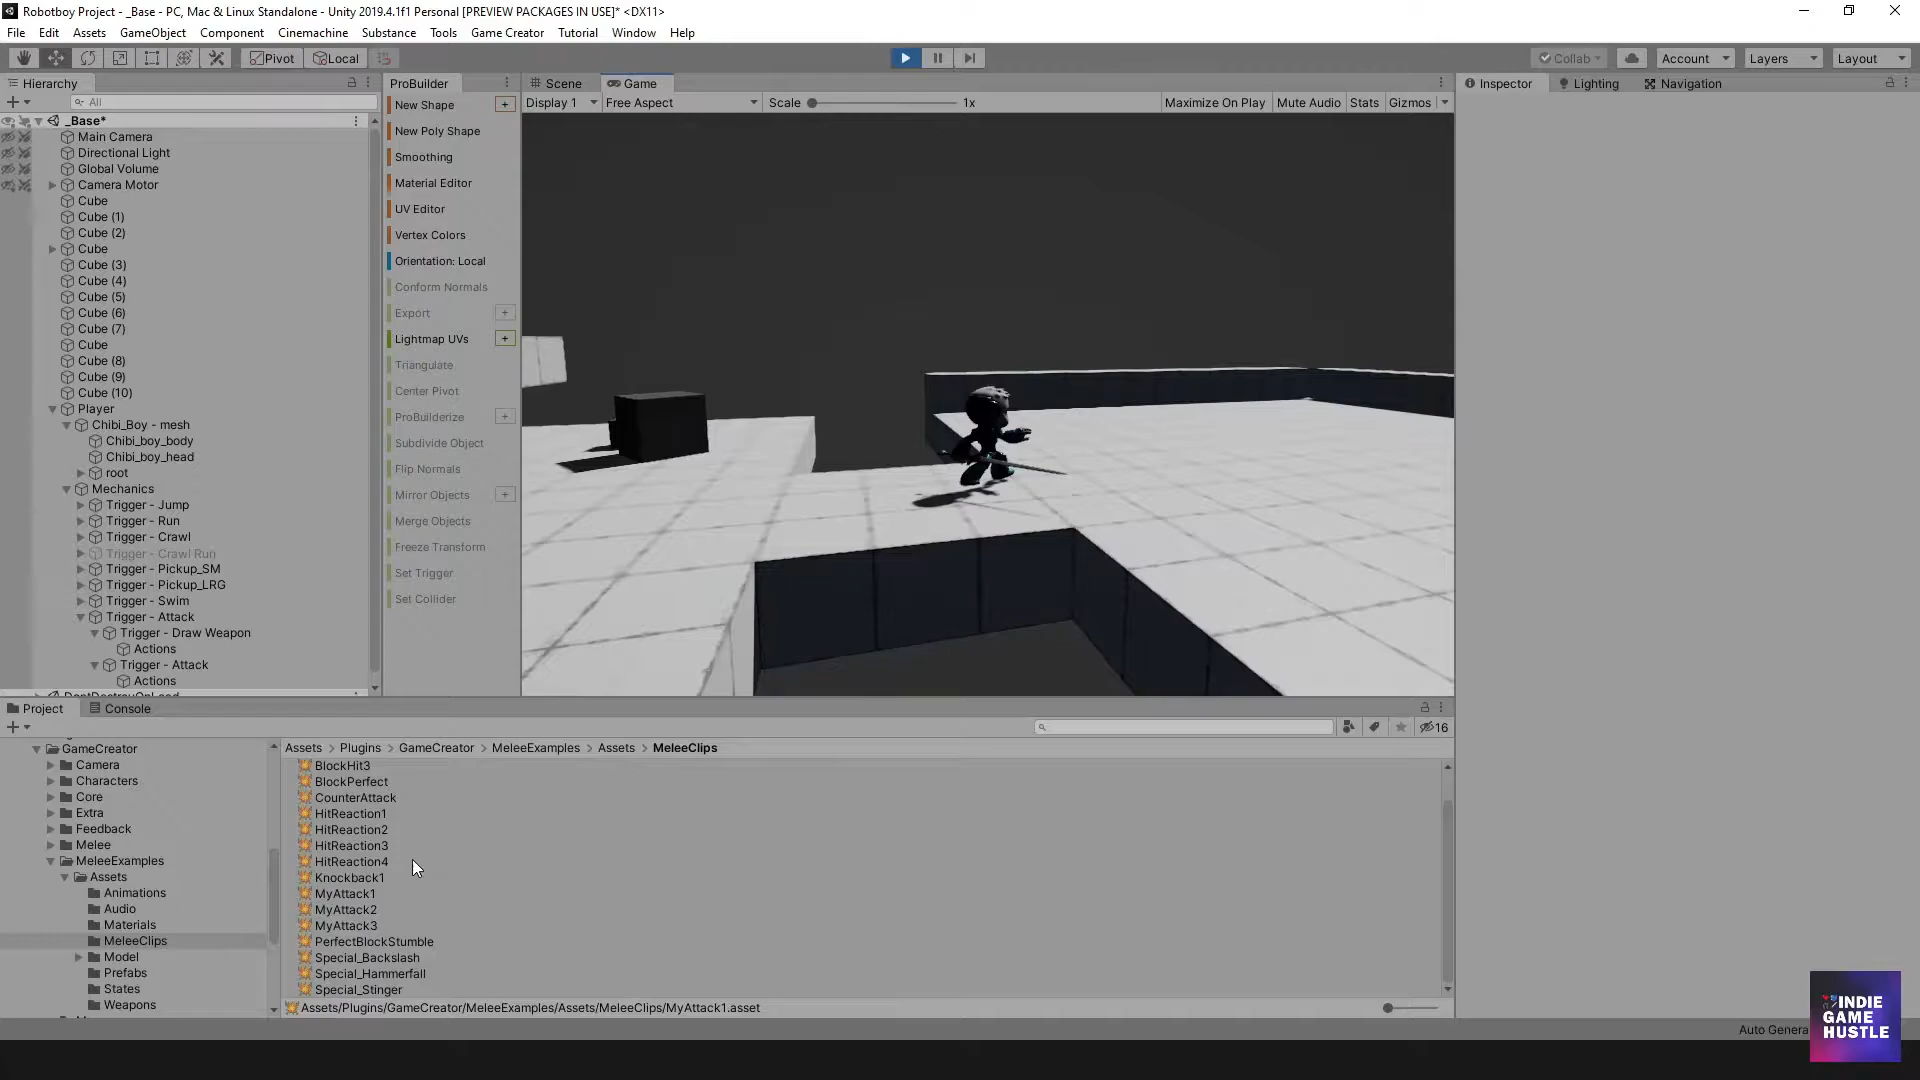 Robotboy Project - _Base - PC, Mac & Linux Standalone - Unity 2019.4.1f1 Personal [PREVIEW PACKAGES IN USE]* <DX11>
File Edit Assets GameObject Component Cinemachine Substance Tools Game Creator Tutorial Window Help
Pivot Local Collab Account Layers Layout
Hierarchy ProBuilder Scene Game Inspector Lighting Navigation
All
Display 1 Free Aspect Scale 1x Maximize On Play Mute Audio Stats Gizmos
_Base*
Main Camera
Directional Light
Global Volume
Camera Motor
Cube
Cube (1)
Cube (2)
Cube
Cube (3)
Cube (4)
Cube (5)
Cube (6)
Cube (7)
Cube
Cube (8)
Cube (9)
Cube (10)
Player
Chibi_Boy - mesh
Chibi_boy_body
Chibi_boy_head
root
Mechanics
Trigger - Jump
Trigger - Run
Trigger - Crawl
Trigger - Crawl Run
Trigger - Pickup_SM
Trigger - Pickup_LRG
Trigger - Swim
Trigger - Attack
Trigger - Draw Weapon
Actions
Trigger - Attack
Actions
New Shape
New Poly Shape
Smoothing
Material Editor
UV Editor
Vertex Colors
Orientation: Local
Conform Normals
Export
Lightmap UVs
Triangulate
Center Pivot
ProBuilderize
Subdivide Object
Flip Normals
Mirror Objects
Merge Objects
Freeze Transform
Set Trigger
Set Collider
Project Console
16
GameCreator
Camera
Characters
Core
Extra
Feedback
Melee
MeleeExamples
Assets
Animations
Audio
Materials
MeleeClips
Model
Prefabs
States
Weapons
Assets > Plugins > GameCreator > MeleeExamples > Assets > MeleeClips
BlockHit3
BlockPerfect
CounterAttack
HitReaction1
HitReaction2
HitReaction3
HitReaction4
Knockback1
MyAttack1
MyAttack2
MyAttack3
PerfectBlockStumble
Special_Backslash
Special_Hammerfall
Special_Stinger
Assets/Plugins/GameCreator/MeleeExamples/Assets/MeleeClips/MyAttack1.asset
Auto Genera
INDIE
GAME
HUSTLE